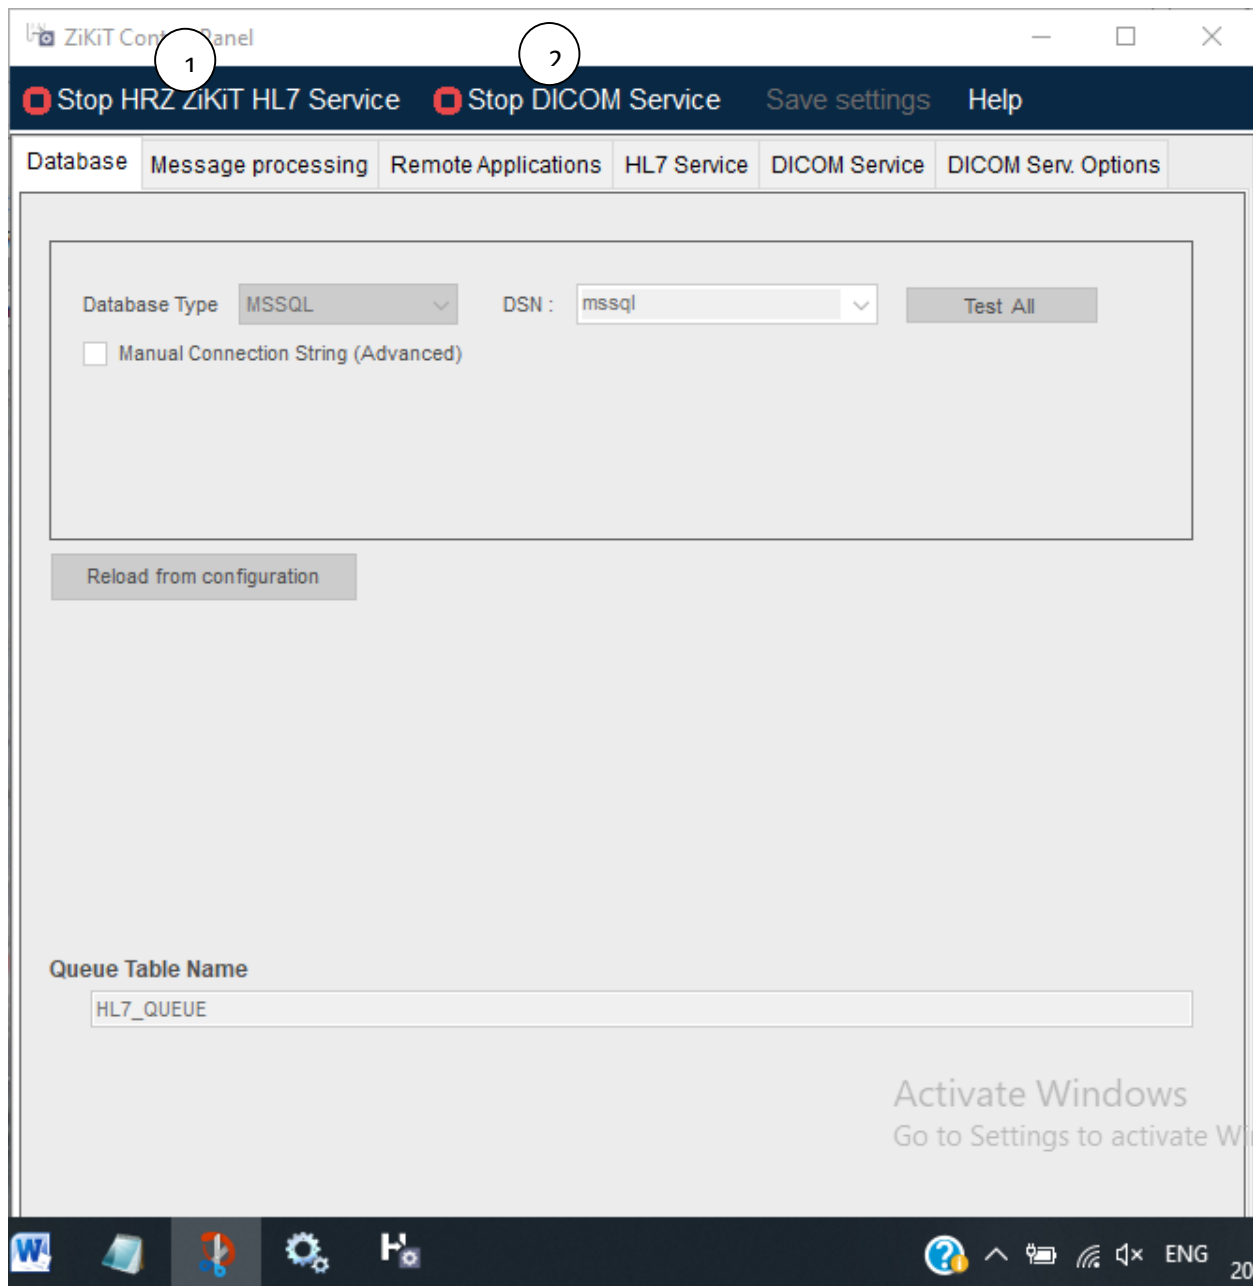 ZiKiT Cont Panel
1
2
Stop HRZ ZiKiT HL7 Service Stop DICOM Service Save settings Help
Database Message processing Remote Applications HL7 Service DICOM Service DICOM Serv. Options
Database Type MSSQL DSN : mssql Test All
Manual Connection String (Advanced)
Reload from configuration
Queue Table Name
HL7_QUEUE
Activate Windows
Go to Settings to activate Wi
W ENG
20